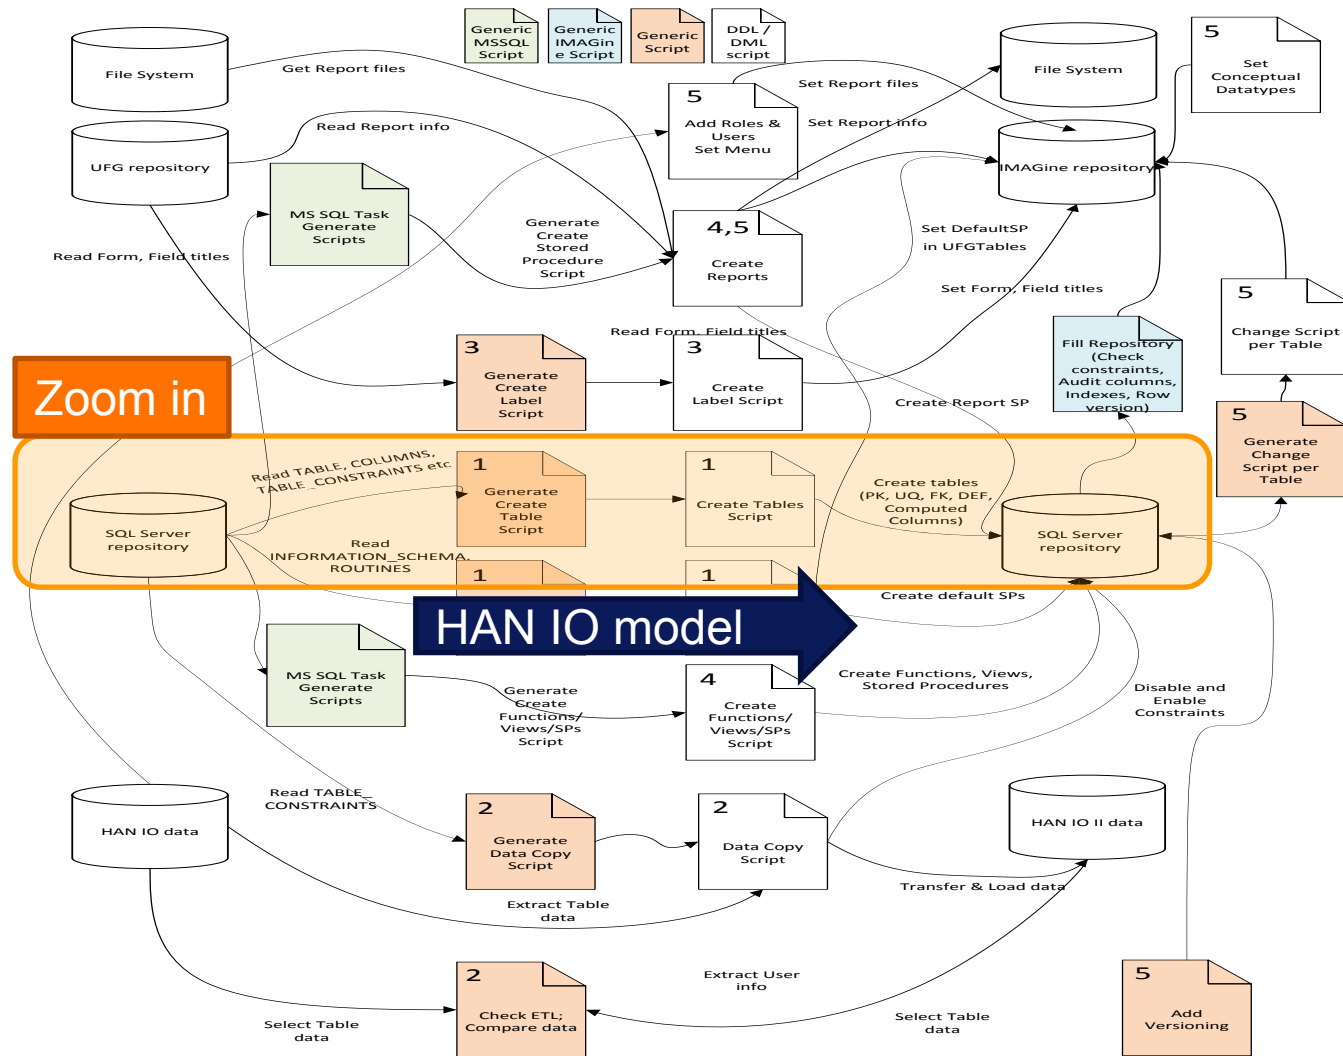 Generic
MSSQL
Script
Generic
IMAGin
e Script
Generic
Script
DDL /
DML
script
5
Set
Conceptual
Datatypes
File System
Get Report files
5
Add Roles &
Users
Set Menu
Set Report files
File System
Read Report info
Set Report info
UFG repository
IMAGine repository
MS SQL Task
Generate
Scripts
Generate
Create
Stored
Procedure
Script
4,5
Create
Reports
Set DefaultSP
in UFGTables
Read Form, Field titles
Set Form, Field titles
5
Change Script
per Table
Read Form, Field titles
3
Generate
Create
Label
Script
3
Create
Label Script
Fill Repository
(Check
constraints,
Audit columns,
Indexes, Row
version)
Zoom in
Create Report SP
5
Generate
Change
Script per
Table
Read TABLE, COLUMNS,
TABLE_CONSTRAINTS etc
1
Generate
Create
Table
Script
1
Create Tables
Script
Create tables
(PK, UQ, FK, DEF,
Computed
Columns)
SQL Server
repository
SQL Server
repository
Read
INFORMATION_SCHEMA.
ROUTINES
1
1
Create default SPs
HAN IO model
MS SQL Task
Generate
Scripts
Generate
Create
Functions/
Views/SPs
Script
4
Create
Functions/
Views/SPs
Script
Create Functions, Views,
Stored Procedures
Disable and
Enable
Constraints
Read TABLE_
CONSTRAINTS
HAN IO data
2
Generate
Data Copy
Script
2
Data Copy
Script
HAN IO II data
Transfer & Load data
Extract Table
data
2
Check ETL;
Compare data
Extract User
info
Select Table
data
Select Table
data
5
Add
Versioning